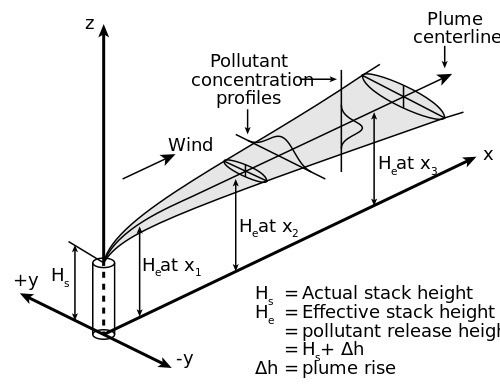 z
Plume
centerline
Pollutant
concentration
profiles
Wind
x
Hₑat x₃
Hₑat x₂
Hₑat x₁
Hₛ
+y
-y
Hₛ = Actual stack height
Hₑ = Effective stack height
= pollutant release heig
= Hₛ+ Δh
Δh = plume rise